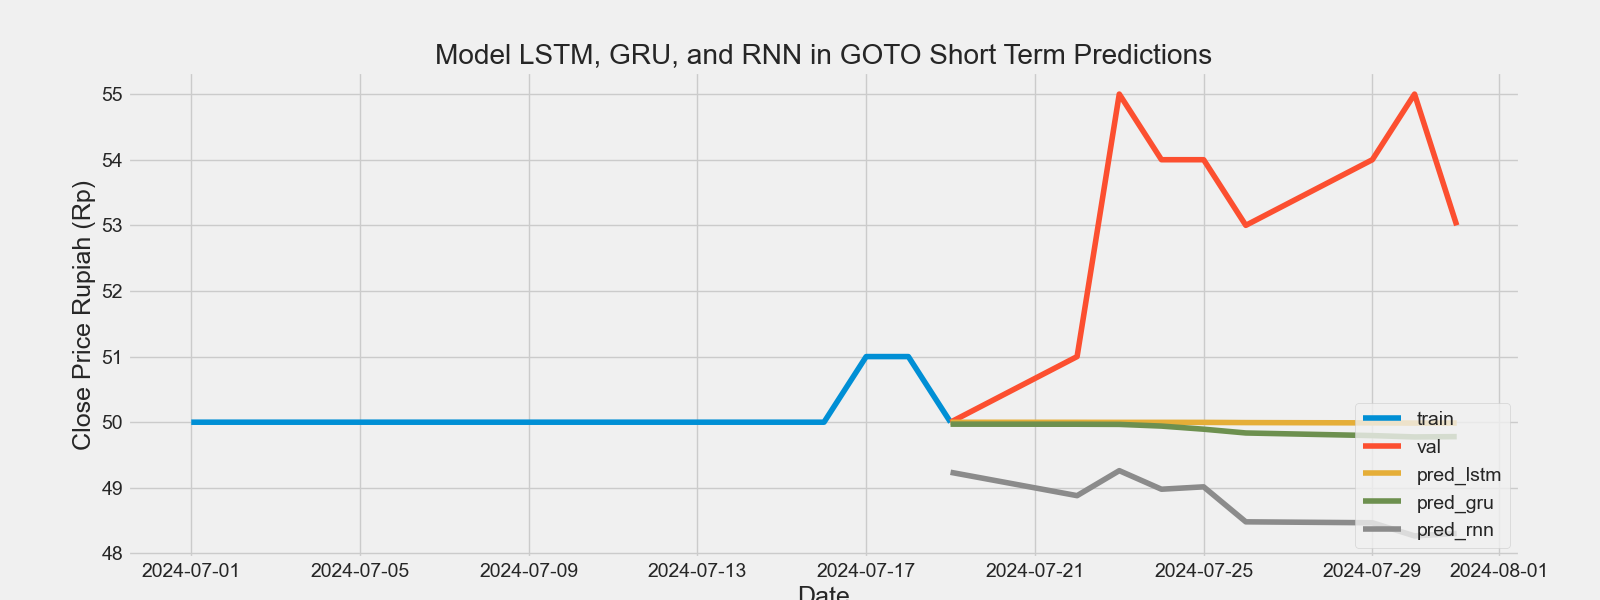 Model LSTM, GRU, and RNN in GOTO Short Term Predictions
Close Price Rupiah (Rp)
55
54
53
52
51
50
49
48
train
val
pred_lstm
pred_gru
pred_rnn
2024-07-01 2024-07-05 2024-07-09 2024-07-13 2024-07-17 2024-07-21 2024-07-25 2024-07-29 2024-08-01
Date